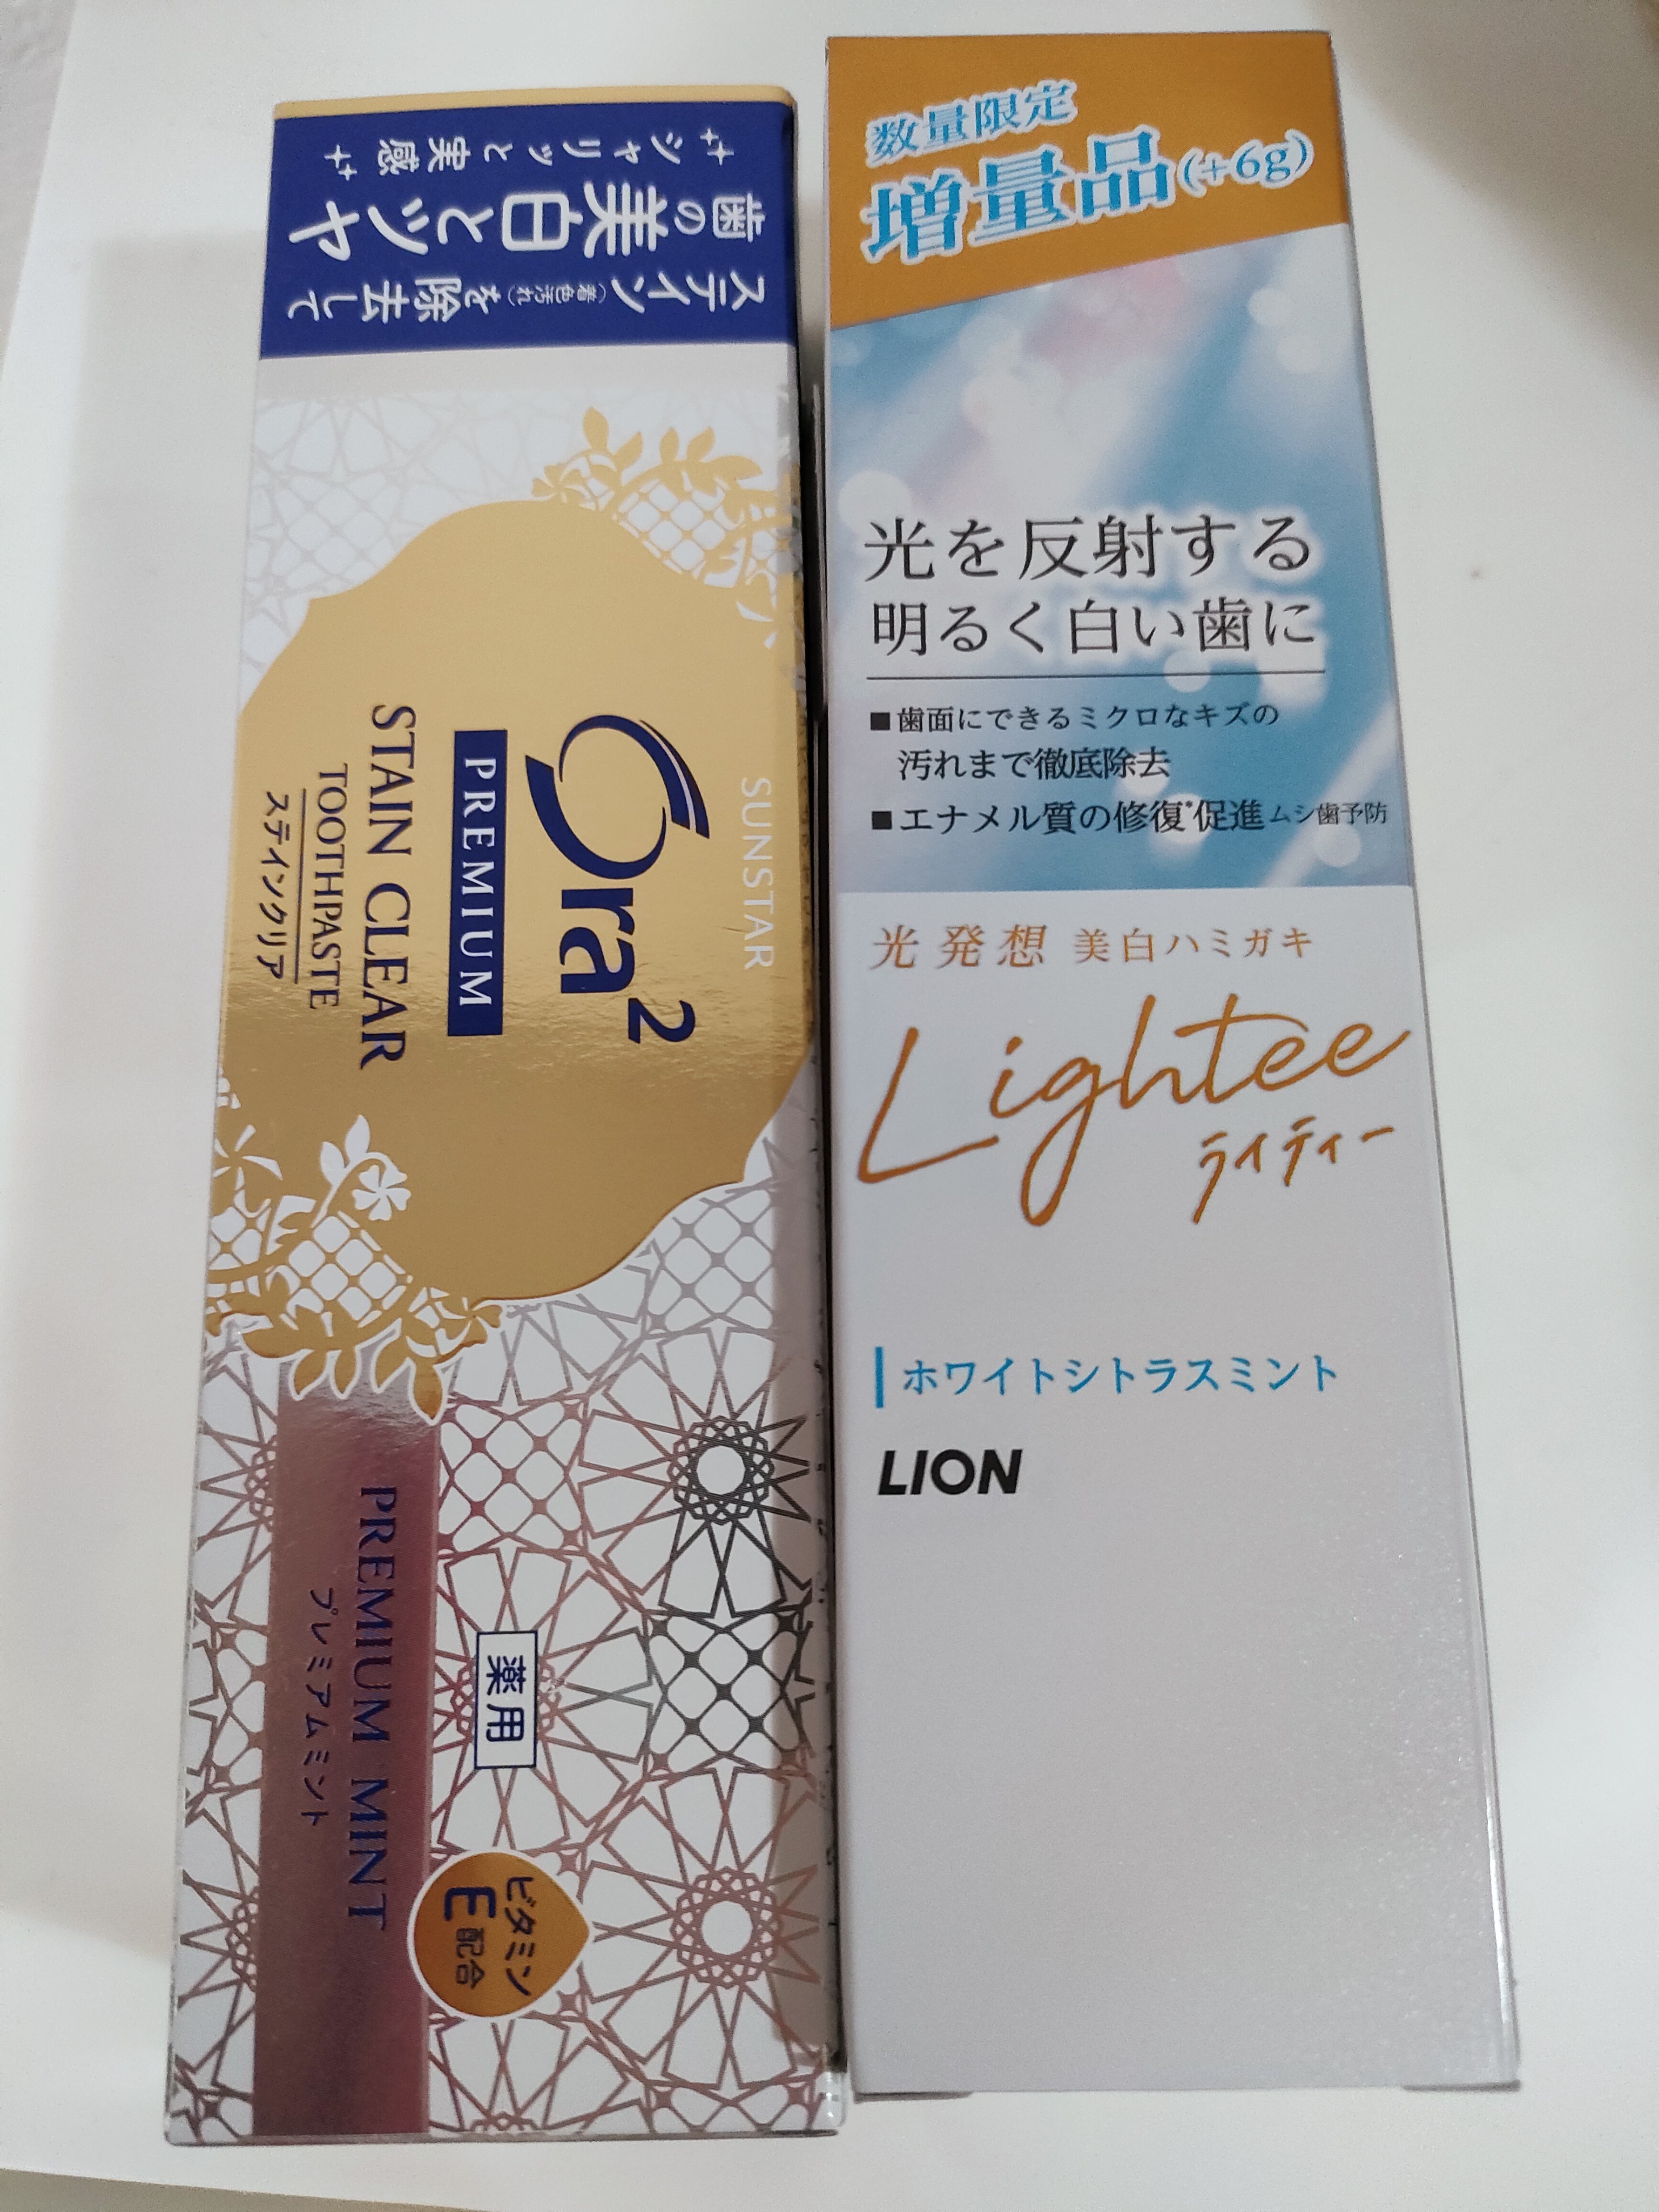 ステイン(着色汚れ)を除去して
歯の美白とツヤ
シャリッと実感
SUNSTAR
Ora2
PREMIUM
STAIN CLEAR
TOOTHPASTE
ステインクリア
PREMIUM MINT
プレミアムミント
薬用
ビタミン
E配合
数量限定
増量品(+6g)
光を反射する
明るく白い歯に
■歯面にできるミクロなキズの
汚れまで徹底除去
■エナメル質の修復*促進 ムシ歯予防
光発想 美白ハミガキ
Lightee
ライティー
ホワイトシトラスミント
LION